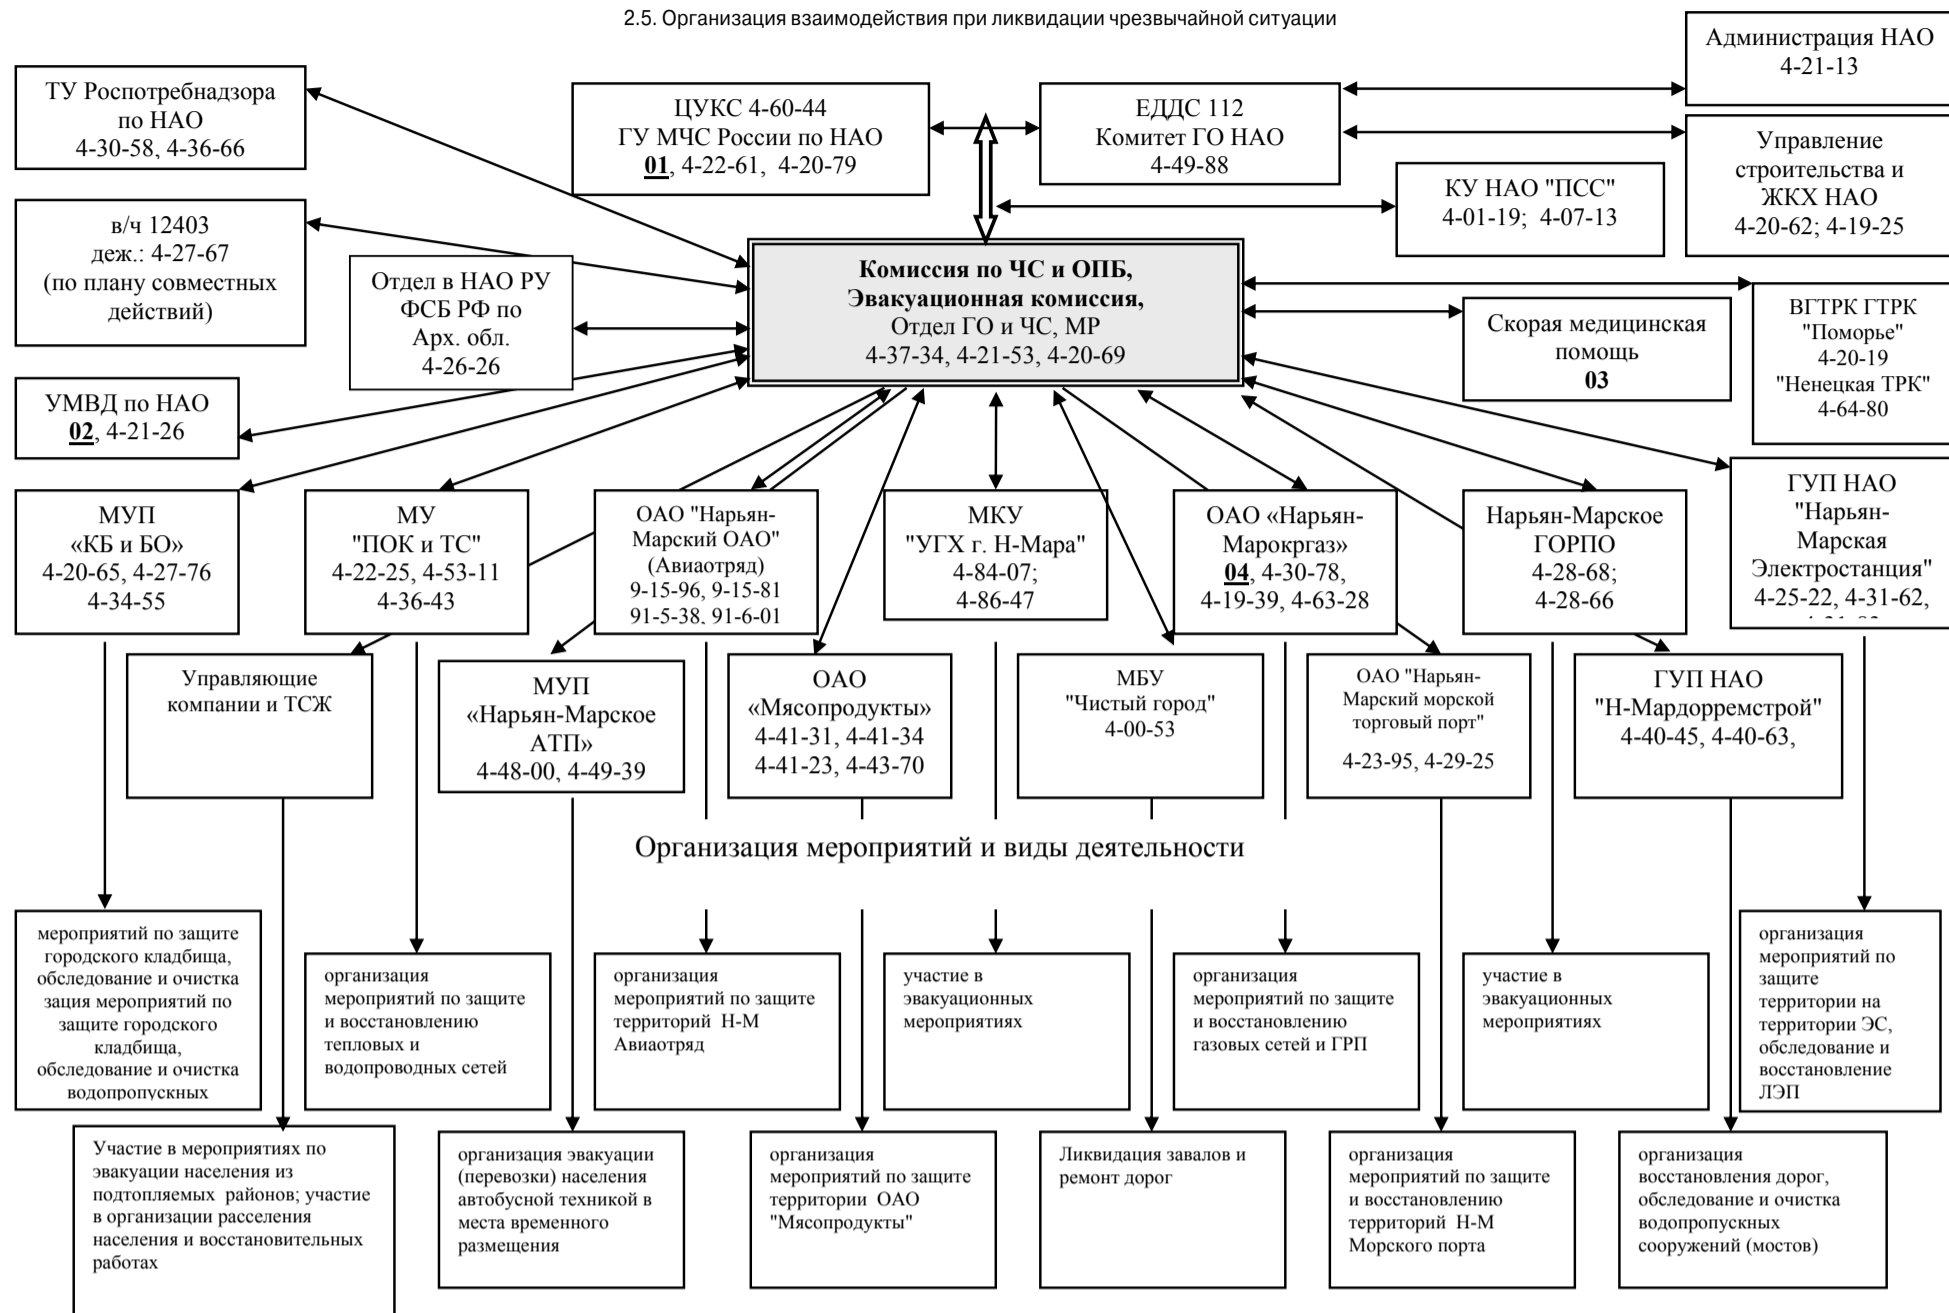 2.5. Организация взаимодействия при ликвидации чрезвычайной ситуации
Администрация НАО
4-21-13
ТУ Роспотребнадзора
по НАО
4-30-58, 4-36-66
ЦУКС 4-60-44
ГУ МЧС России по НАО
01, 4-22-61, 4-20-79
ЕДДС 112
Комитет ГО НАО
4-49-88
Управление
строительства и
ЖКХ НАО
4-20-62; 4-19-25
КУ НАО "ПСС"
4-01-19; 4-07-13
в/ч 12403
деж.: 4-27-67
(по плану совместных
действий)
Отдел в НАО РУ
ФСБ РФ по
Арх. обл.
4-26-26
Комиссия по ЧС и ОПБ,
Эвакуационная комиссия,
Отдел ГО и ЧС, МР
4-37-34, 4-21-53, 4-20-69
Скорая медицинская
помощь
03
ВГТРК ГТРК
"Поморье"
4-20-19
"Ненецкая ТРК"
4-64-80
УМВД по НАО
02, 4-21-26
МУП
«КБ и БО»
4-20-65, 4-27-76
4-34-55
МУ
"ПОК и ТС"
4-22-25, 4-53-11
4-36-43
ОАО "Нарьян-
Марский ОАО"
(Авиаотряд)
9-15-96, 9-15-81
91-5-38, 91-6-01
МКУ
"УГХ г. Н-Мара"
4-84-07;
4-86-47
ОАО «Нарьян-
Марокргаз»
04, 4-30-78,
4-19-39, 4-63-28
Нарьян-Марское
ГОРПО
4-28-68;
4-28-66
ГУП НАО
"Нарьян-
Марская
Электростанция"
4-25-22, 4-31-62,
Управляющие
компании и ТСЖ
МУП
«Нарьян-Марское
АТП»
4-48-00, 4-49-39
ОАО
«Мясопродукты»
4-41-31, 4-41-34
4-41-23, 4-43-70
МБУ
"Чистый город"
4-00-53
ОАО "Нарьян-
Марский морской
торговый порт"
4-23-95, 4-29-25
ГУП НАО
"Н-Мардорремстрой"
4-40-45, 4-40-63,
Организация мероприятий и виды деятельности
мероприятий по защите
городского кладбища,
обследование и очистка
зация мероприятий по
защите городского
кладбища,
обследование и очистка
водопропускных
организация
мероприятий по защите
и восстановлению
тепловых и
водопроводных сетей
организация
мероприятий по защите
территорий Н-М
Авиаотряд
участие в
эвакуационных
мероприятиях
организация
мероприятий по защите
и восстановлению
газовых сетей и ГРП
участие в
эвакуационных
мероприятиях
организация
мероприятий по
защите
территории на
территории ЭС,
обследование и
восстановление
ЛЭП
Участие в мероприятиях по
эвакуации населения из
подтопляемых районов; участие
в организации расселения
населения и восстановительных
работах
организация эвакуации
(перевозки) населения
автобусной техникой в
места временного
размещения
организация
мероприятий по защите
территории ОАО
"Мясопродукты"
Ликвидация завалов и
ремонт дорог
организация
мероприятий по защите
и восстановлению
территорий Н-М
Морского порта
организация
восстановления дорог,
обследование и очистка
водопропускных
сооружений (мостов)